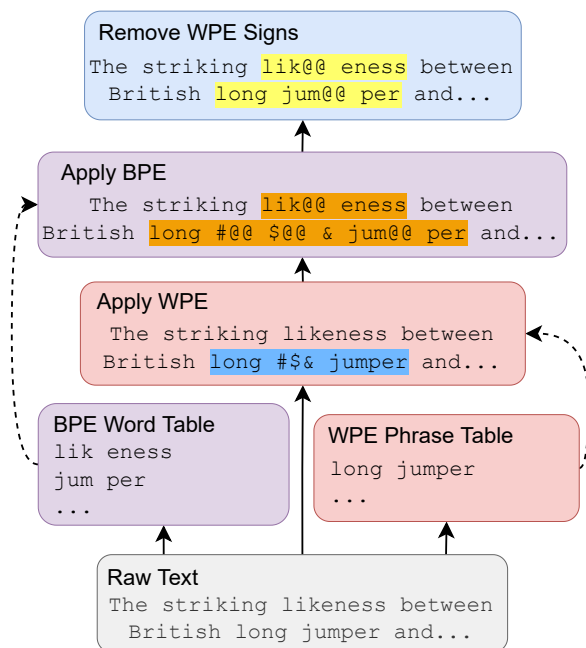 Remove WPE Signs
The striking lik@@ eness between
British long jum@@ per and...
Apply BPE
The striking lik@@ eness between
British long #@@ $@@ & jum@@ per and...
Apply WPE
The striking likeness between
British long #$& jumper and...
BPE Word Table
lik eness
jum per
...
WPE Phrase Table
long jumper
...
Raw Text
The striking likeness between
British long jumper and...